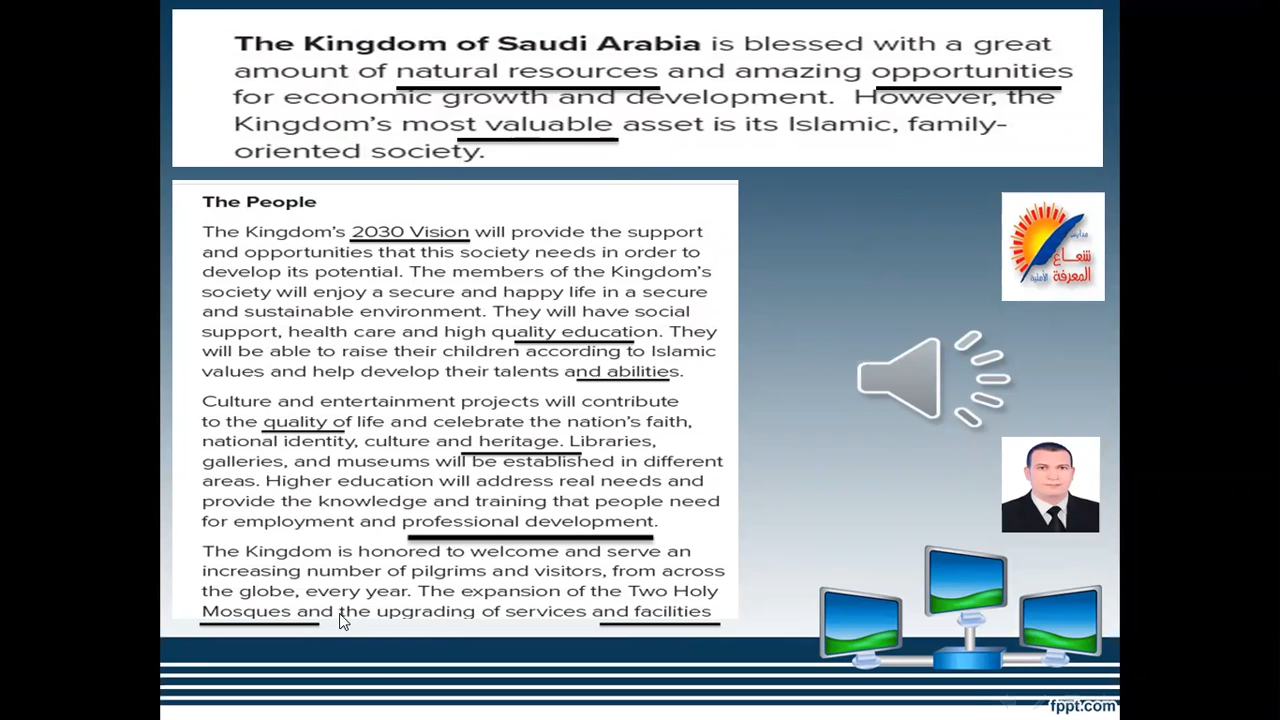 The Kingdom of Saudi Arabia is blessed with a great
amount of natural resources and amazing opportunities
for economic growth and development. However, the
Kingdom's most valuable asset is its Islamic, family-
oriented society.
The People
The Kingdom's 2030 Vision will provide the support
and opportunities that this society needs in order to
develop its potential. The members of the Kingdom's
society will enjoy a secure and happy life in a secure
and sustainable environment. They will have social
support, health care and high quality education. They
will be able to raise their children according to Islamic
values and help develop their talents and abilities.
Culture and entertainment projects will contribute
to the quality of life and celebrate the nation's faith,
national identity, culture and heritage. Libraries,
galleries, and museums will be established in different
areas. Higher education will address real needs and
provide the knowledge and training that people need
for employment and professional development.
The Kingdom is honored to welcome and serve an
increasing number of pilgrims and visitors, from across
the globe, every year. The expansion of the Two Holy
Mosques and the upgrading of services and facilities
مدارس
شعاع
المعرفة الأهلية
fppt.com